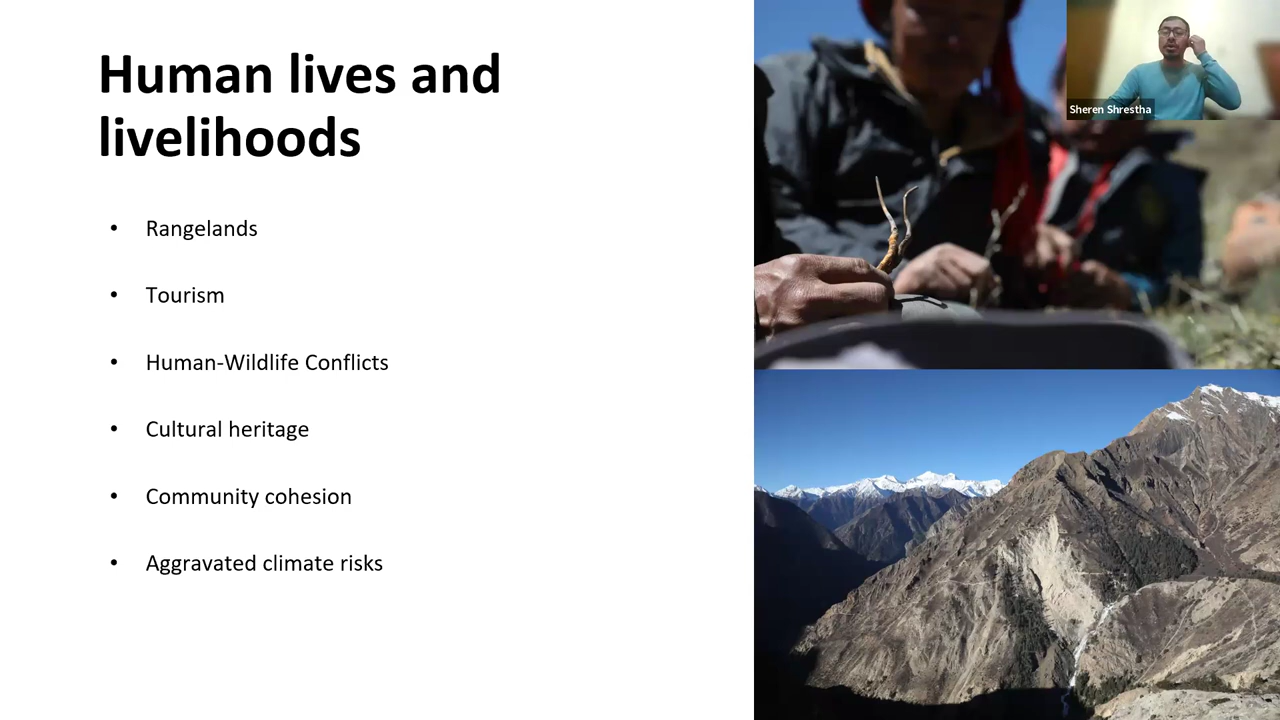 Human lives and
livelihoods
• Rangelands
• Tourism
• Human-Wildlife Conflicts
• Cultural heritage
• Community cohesion
• Aggravated climate risks
Sheren Shrestha